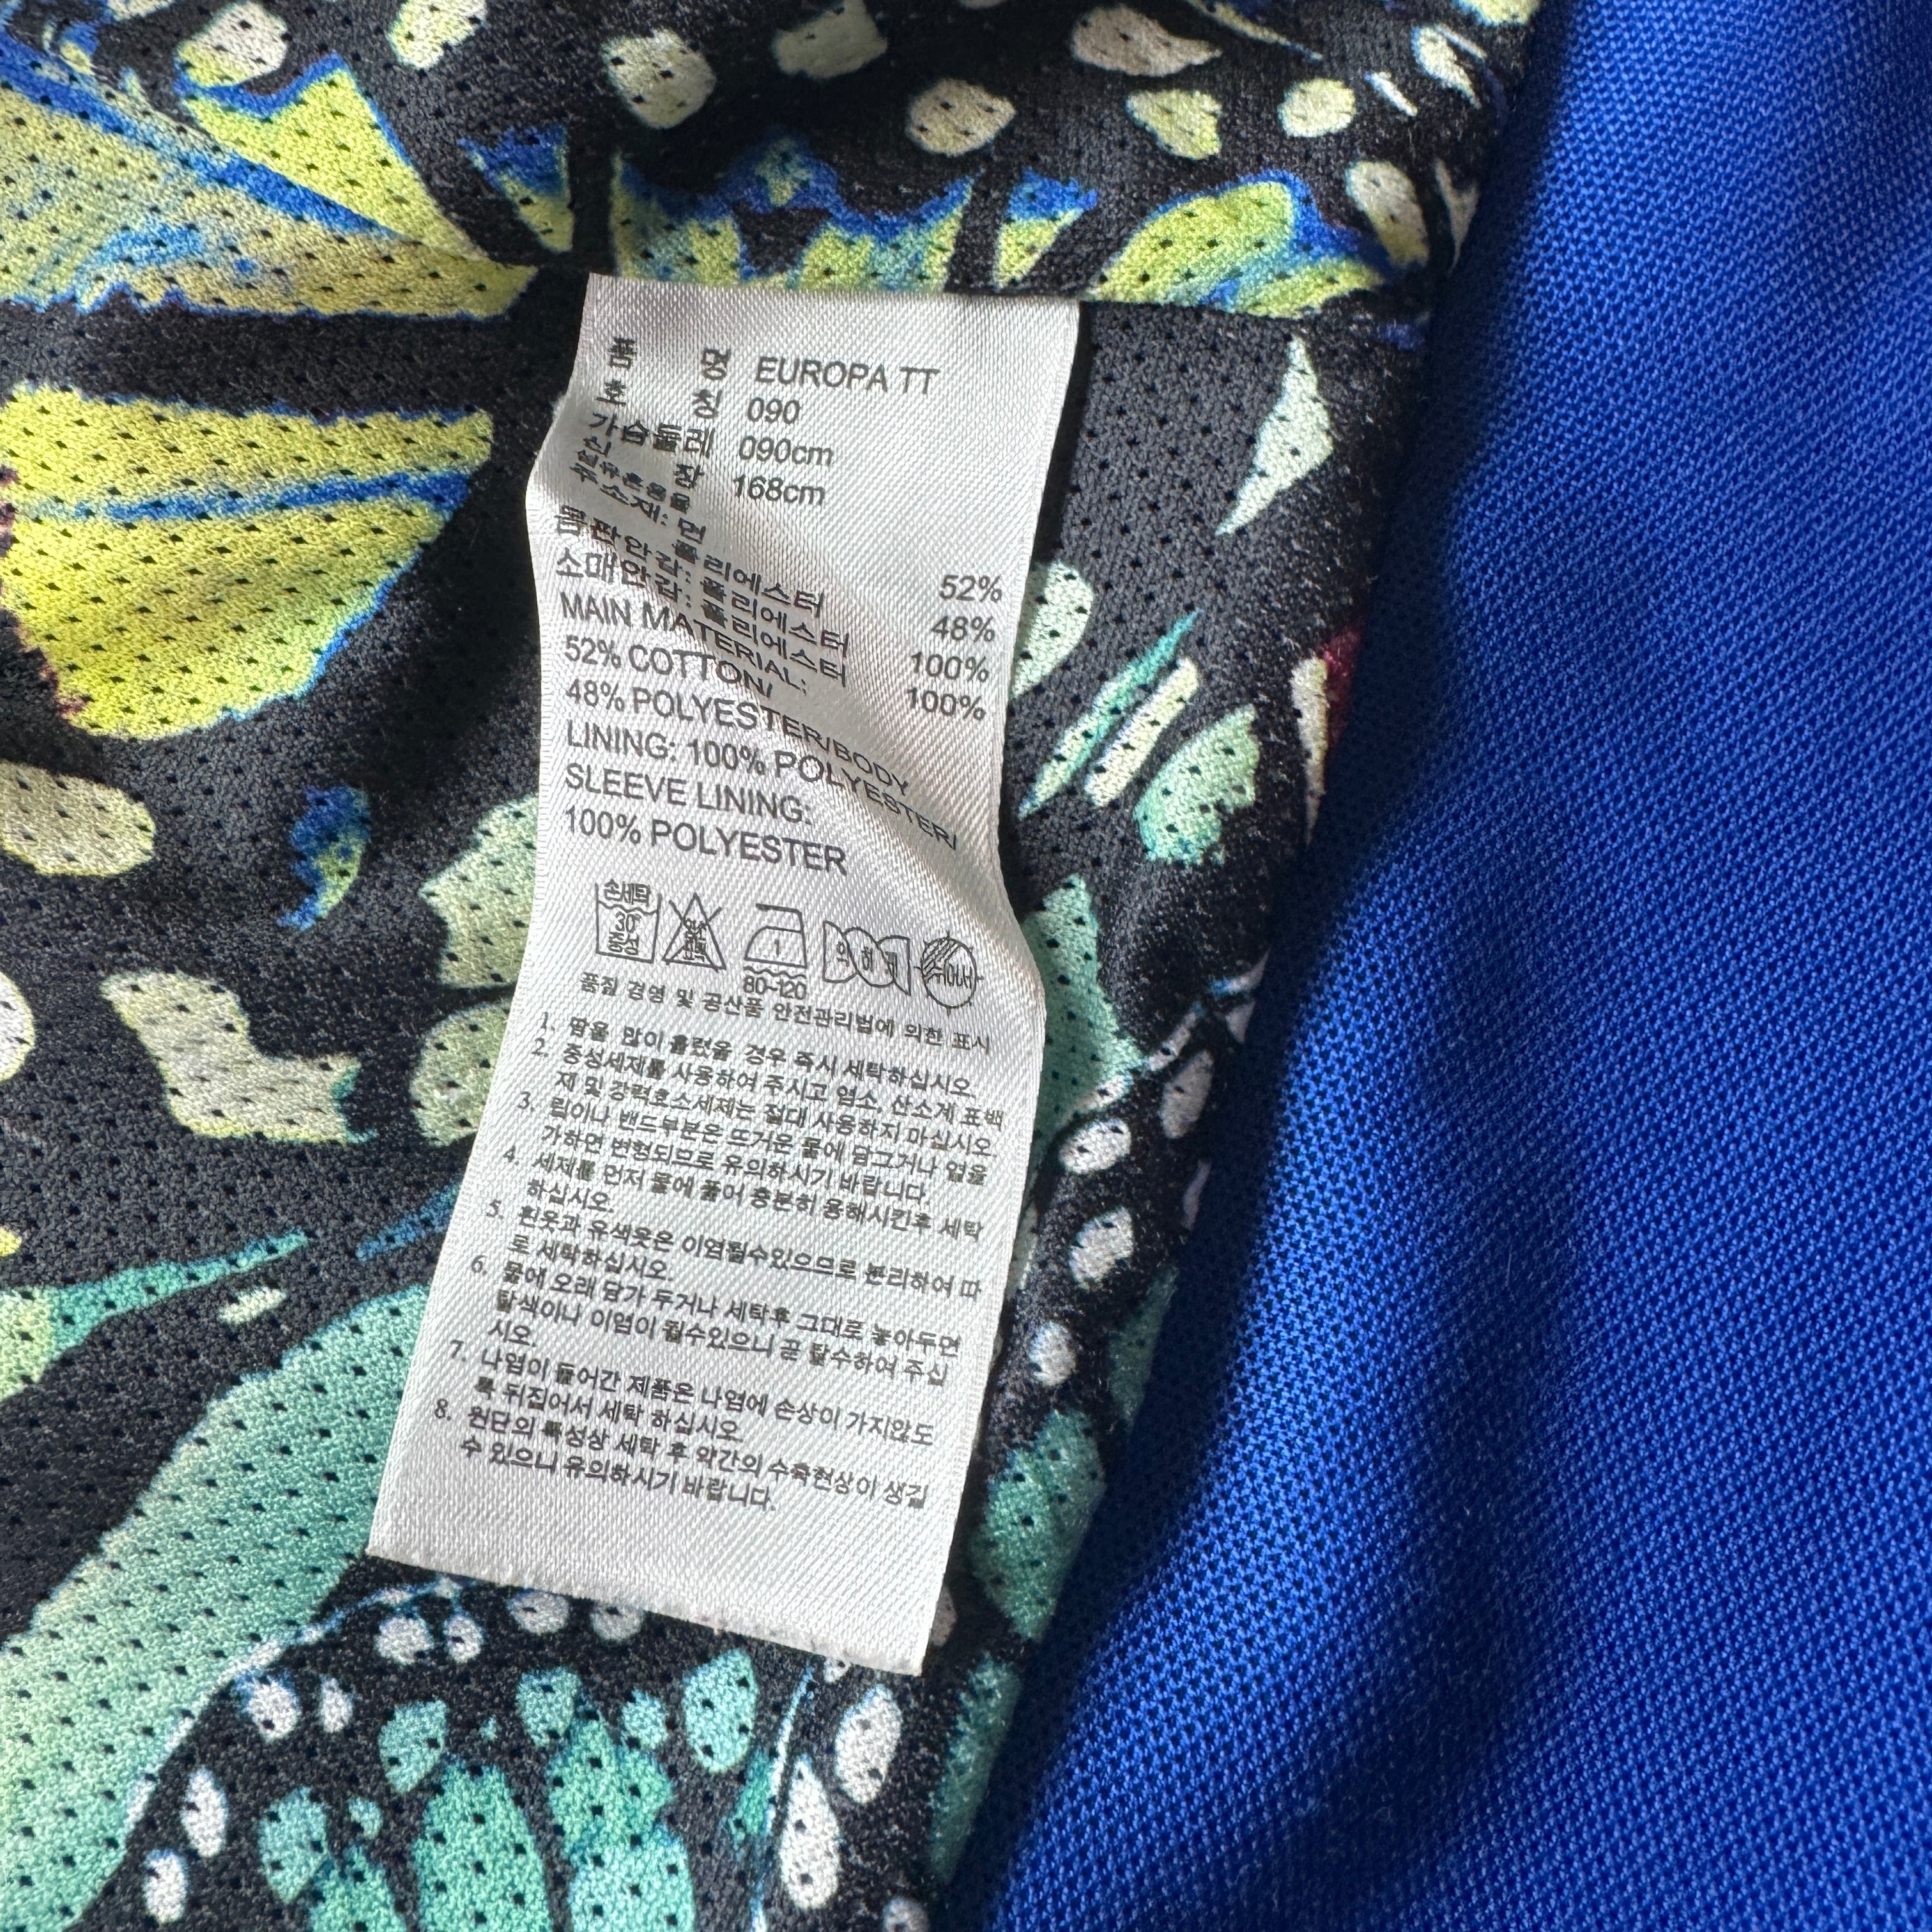 품 명 EUROPA TT
호 칭 090
가슴둘레 090cm
신 장 168cm
섬유혼용율
주소재: 면 52%
폴리에스터 48%
몸판안감: 폴리에스터 100%
소매안감: 폴리에스터 100%
MAIN MATERIAL:
52% COTTON/
48% POLYESTER/BODY
LINING: 100% POLYESTER/
SLEEVE LINING:
100% POLYESTER
손세탁
30
중성
1
80~120
품질 경영 및 공산품 안전관리법에 의한 표시
1. 땀을 많이 흘렸을 경우 즉시 세탁하십시오.
2. 중성세제를 사용하여 주시고 염소, 산소계 표백
제 및 강력효소세제는 절대 사용하지 마십시오.
3. 립이나 밴드부분은 뜨거운 물에 담그거나 열을
가하면 변형되므로 유의하시기 바랍니다.
4. 세제를 먼저 물에 풀어 충분히 용해시킨후 세탁
하십시오.
5. 흰옷과 유색옷은 이염될수있으므로 분리하여 따
로 세탁하십시오.
6. 물에 오래 담가 두거나 세탁후 그대로 놓아두면
탈색이나 이염이 될수있으니 곧 탈수하여 주십
시오.
7. 나염이 들어간 제품은 나염에 손상이 가지않도
록 뒤집어서 세탁 하십시오.
8. 원단의 특성상 세탁 후 약간의 수축현상이 생길
수 있으니 유의하시기 바랍니다.